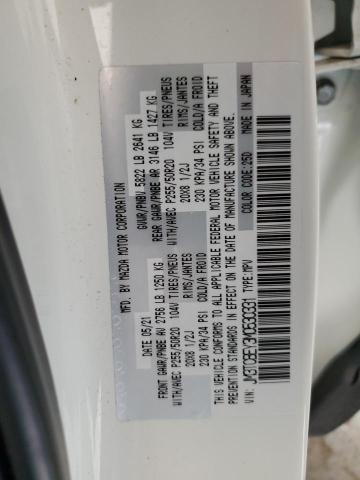 MFD. BY MAZDA MOTOR CORPORATION
DATE 05/21 GVWR/PNBV 5822 LB 2641 KG
FRONT GAWR/PNBE AV 2756 LB 1250 KG REAR GAWR/PNBE AR 3146 LB 1427 KG
WITH/AVEC P255/50R20 104V TIRES/PNEUS WITH/AVEC P255/50R20 104V TIRES/PNEUS
20X8 1/2J RIMS/JANTES 20X8 1/2J RIMS/JANTES
230 KPA/34 PSI COLD/A FROID 230 KPA/34 PSI COLD/A FROID
THIS VEHICLE CONFORMS TO ALL APPLICABLE FEDERAL MOTOR VEHICLE SAFETY AND THEFT
PREVENTION STANDARDS IN EFFECT ON THE DATE OF MANUFACTURE SHOWN ABOVE.
VIN: TYPE:MPV COLOR CODE:25D MADE IN JAPAN